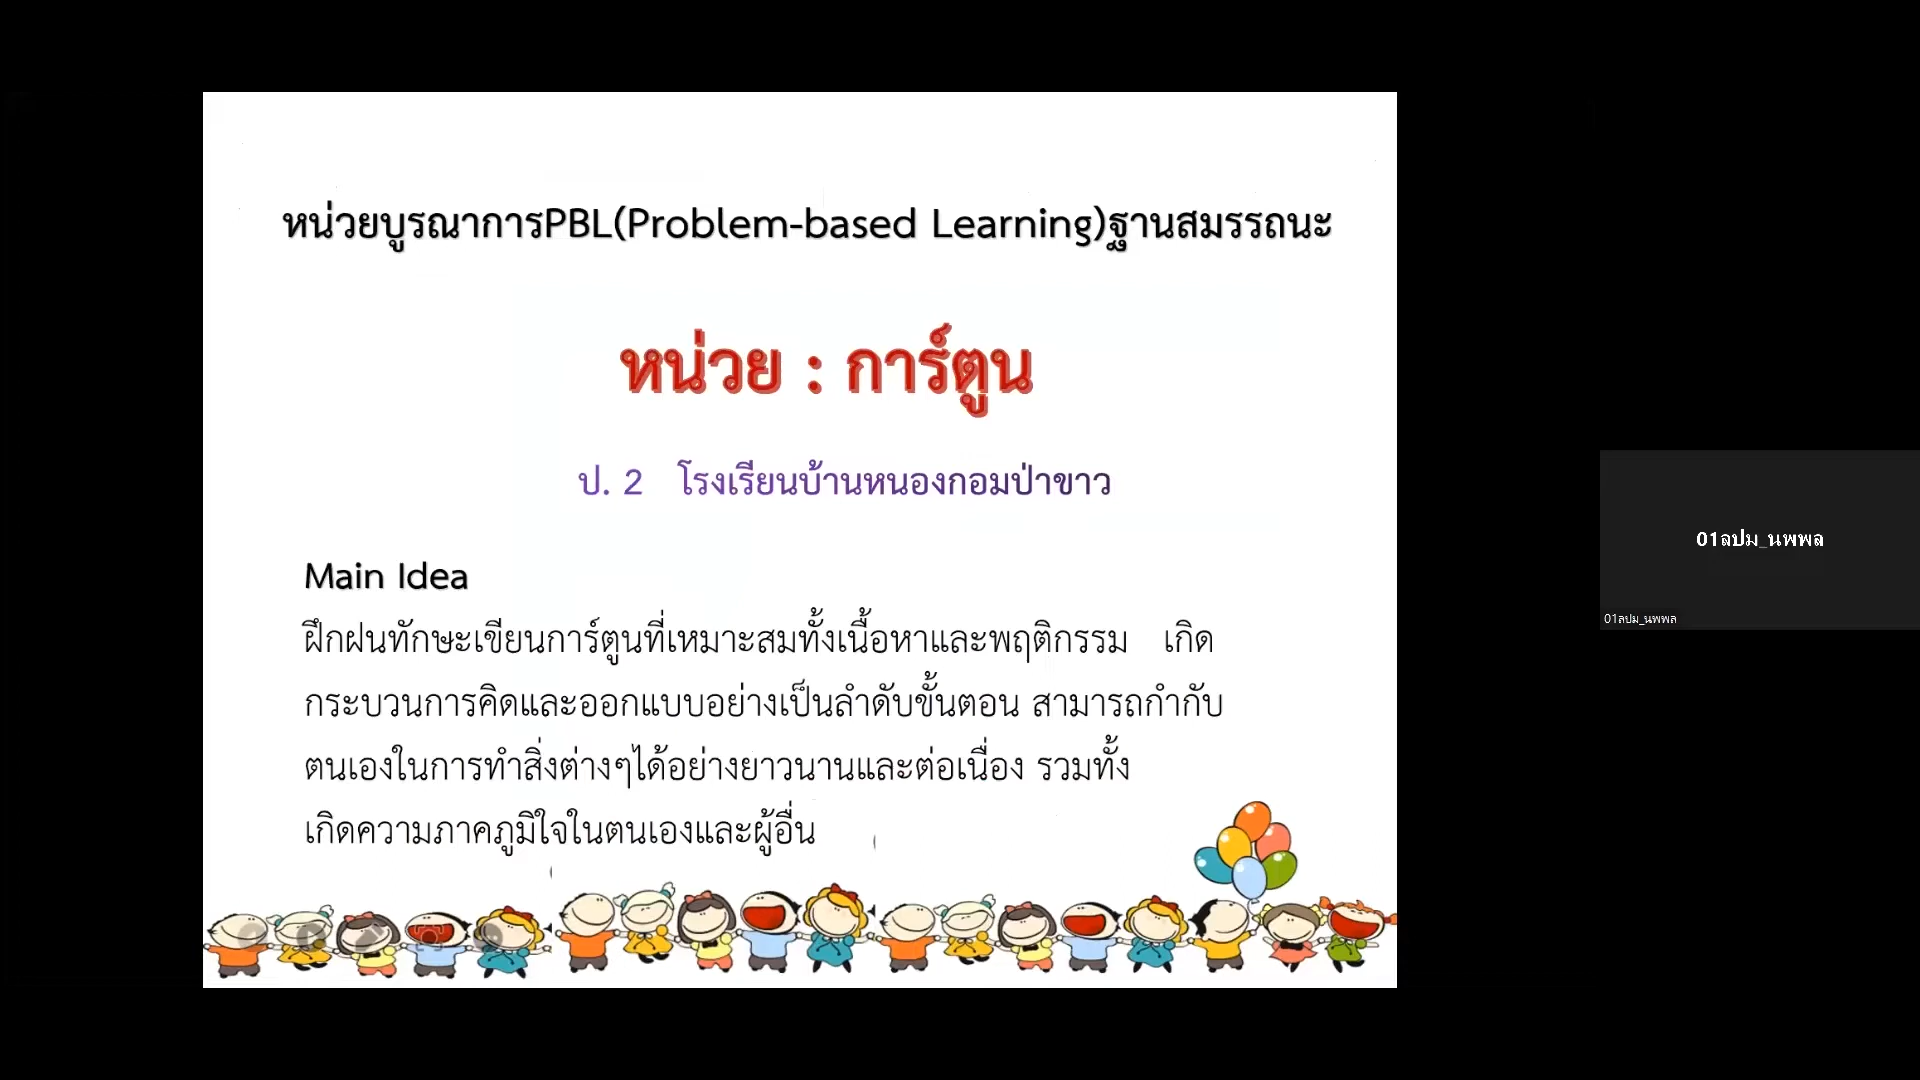 หน่วยบูรณาการPBL(Problem-based Learning)ฐานสมรรถนะ
หน่วย : การ์ตูน
ป. 2 โรงเรียนบ้านหนองกอมป่าขาว
Main Idea
ฝึกฝนทักษะเขียนการ์ตูนที่เหมาะสมทั้งเนื้อหาและพฤติกรรม เกิด
กระบวนการคิดและออกแบบอย่างเป็นลำดับขั้นตอน สามารถกำกับ
ตนเองในการทำสิ่งต่างๆได้อย่างยาวนานและต่อเนื่อง รวมทั้ง
เกิดความภาคภูมิใจในตนเองและผู้อื่น
01ลปม_นพพล
01ลปม_นพพล